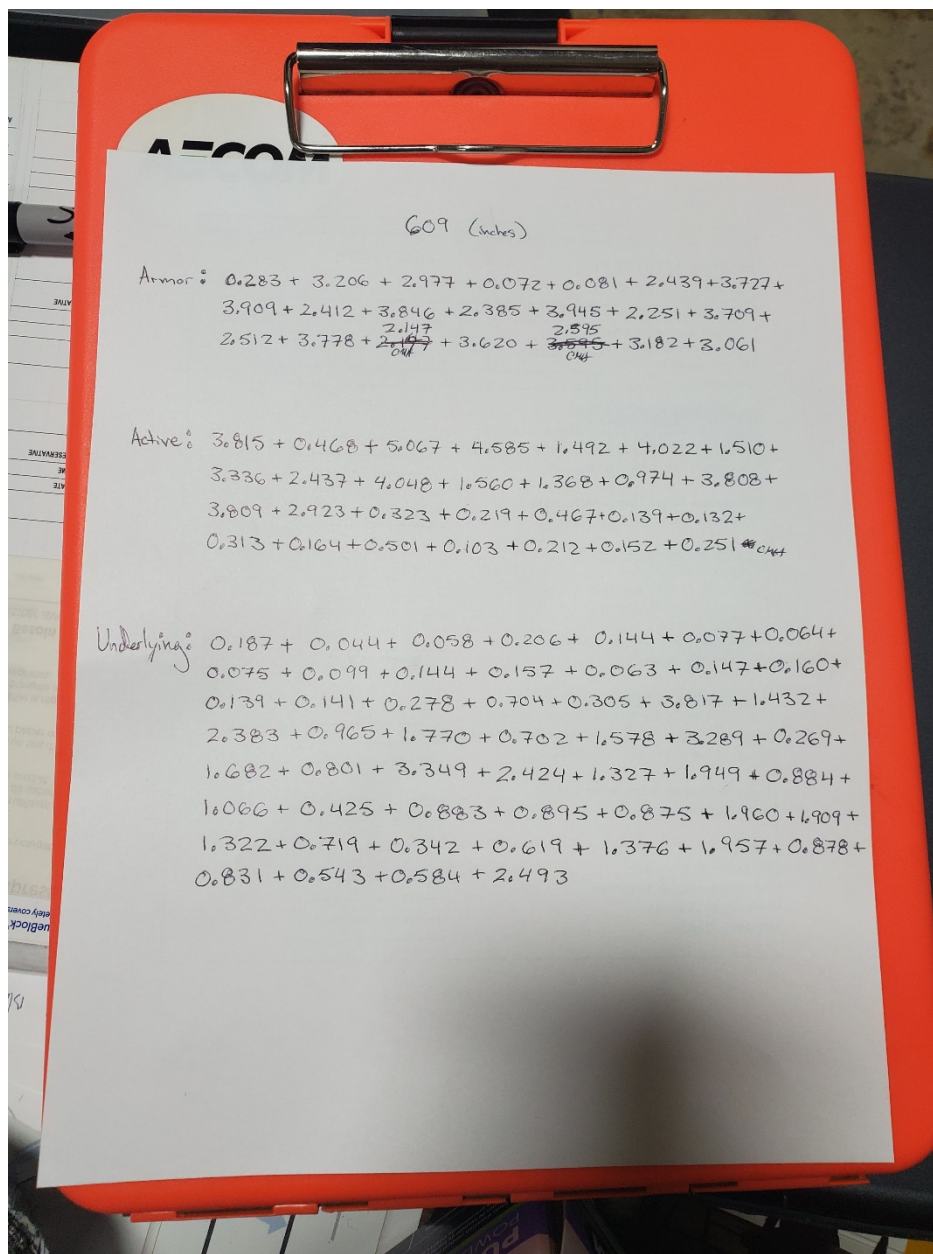 AECOM
609 (inches)
Armor: 0.283 + 3.206 + 2.977 + 0.072 + 0.081 + 2.439 + 3.727 +
3.909 + 2.412 + 3.846 + 2.385 + 3.945 + 2.251 + 3.709 +
2.147 2.595
2.512 + 3.778 + 2.197 + 3.620 + 3.595 + 3.182 + 3.061
CMH CMH
Active: 3.815 + 0.468 + 5.067 + 4.585 + 1.492 + 4.022 + 1.510 +
3.336 + 2.437 + 4.048 + 1.560 + 1.368 + 0.974 + 3.808 +
3.809 + 2.923 + 0.323 + 0.219 + 0.467 + 0.139 + 0.132 +
0.313 + 0.164 + 0.501 + 0.103 + 0.212 + 0.152 + 0.251 CMH
Underlying: 0.187 + 0.044 + 0.058 + 0.206 + 0.144 + 0.077 + 0.064 +
0.075 + 0.099 + 0.144 + 0.157 + 0.063 + 0.147 + 0.160 +
0.139 + 0.141 + 0.278 + 0.704 + 0.305 + 3.817 + 1.432 +
2.383 + 0.965 + 1.770 + 0.702 + 1.578 + 3.289 + 0.269 +
1.682 + 0.801 + 3.349 + 2.424 + 1.327 + 1.949 + 0.884 +
1.066 + 0.425 + 0.883 + 0.895 + 0.875 + 1.960 + 1.909 +
1.322 + 0.719 + 0.342 + 0.619 + 1.376 + 1.957 + 0.878 +
0.831 + 0.543 + 0.584 + 2.493